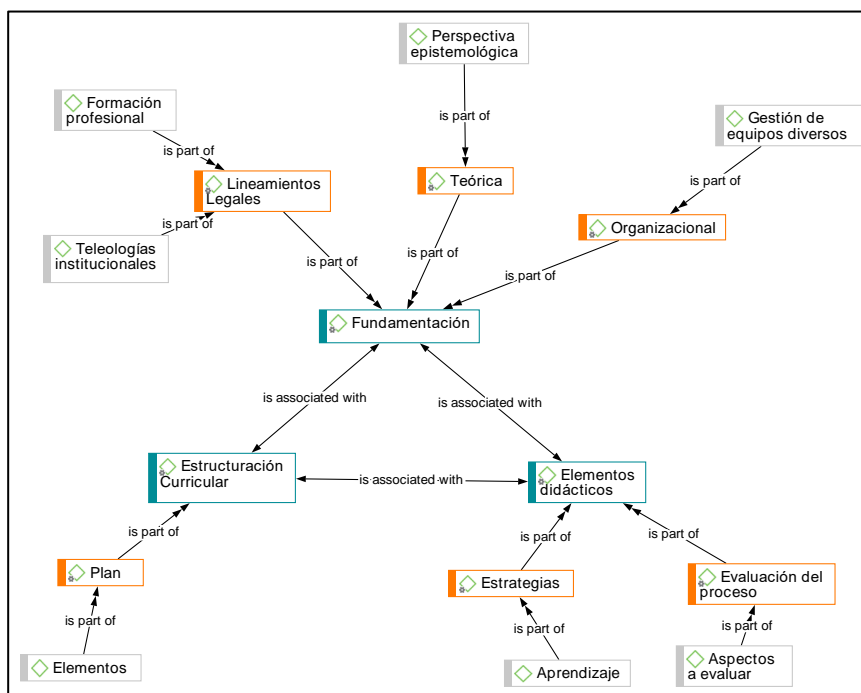 Perspectiva
epistemológica
Formación
profesional
Gestión de
equipos diversos
is part of
is part of
is part of
Lineamientos
Legales
Teórica
is part of
Organizacional
Teleologías
institucionales
is part of
is part of
is part of
Fundamentación
is associated with
is associated with
Estructuración
Curricular
is associated with
Elementos
didácticos
is part of
is part of
is part of
Plan
Estrategias
Evaluación del
proceso
is part of
is part of
is part of
Elementos
Aprendizaje
Aspectos
a evaluar